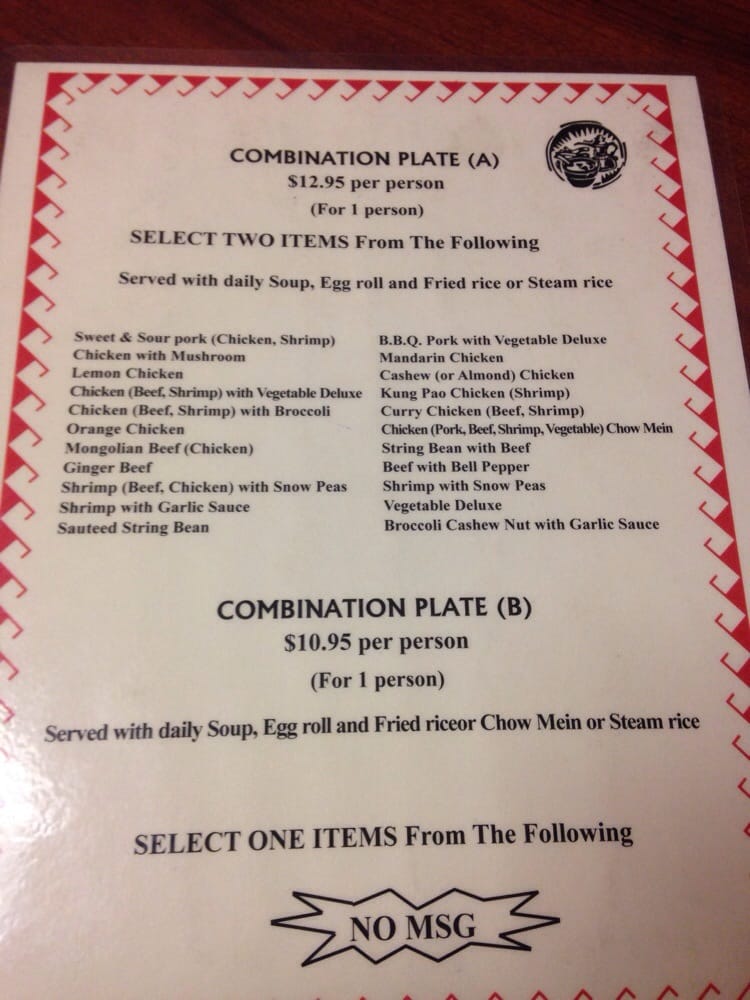 COMBINATION PLATE (A)
$12.95 per person
(For 1 person)
SELECT TWO ITEMS From The Following
Served with daily Soup, Egg roll and Fried rice or Steam rice
Sweet & Sour pork (Chicken, Shrimp)
Chicken with Mushroom
Lemon Chicken
Chicken (Beef, Shrimp) with Vegetable Deluxe
Chicken (Beef, Shrimp) with Broccoli
Orange Chicken
Mongolian Beef (Chicken)
Ginger Beef
Shrimp (Beef, Chicken) with Snow Peas
Shrimp with Garlic Sauce
Sauteed String Bean
B.B.Q. Pork with Vegetable Deluxe
Mandarin Chicken
Cashew (or Almond) Chicken
Kung Pao Chicken (Shrimp)
Curry Chicken (Beef, Shrimp)
Chicken (Pork, Beef, Shrimp, Vegetable) Chow Mein
String Bean with Beef
Beef with Bell Pepper
Shrimp with Snow Peas
Vegetable Deluxe
Broccoli Cashew Nut with Garlic Sauce
COMBINATION PLATE (B)
$10.95 per person
(For 1 person)
Served with daily Soup, Egg roll and Fried riceor Chow Mein or Steam rice
SELECT ONE ITEMS From The Following
NO MSG